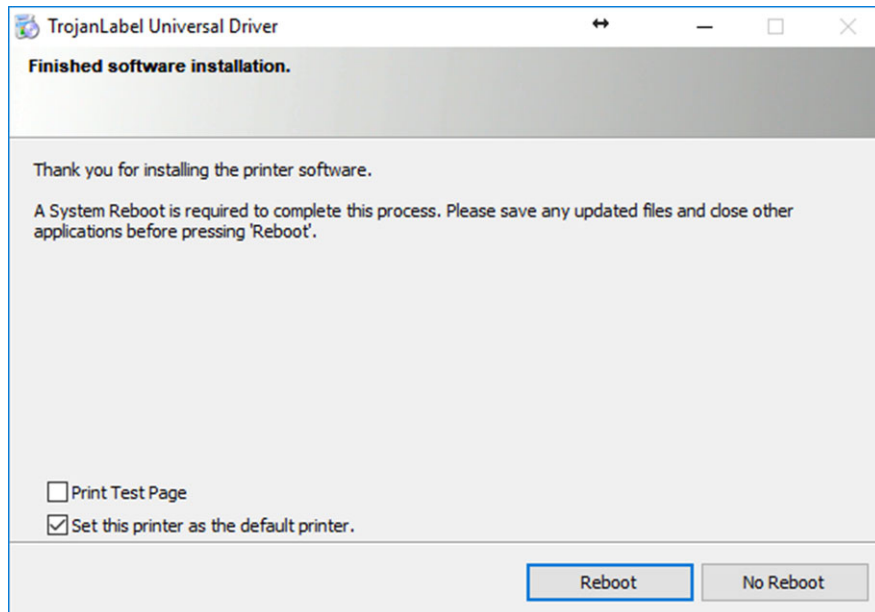 TrojanLabel Universal Driver
Finished software installation.
Thank you for installing the printer software.
A System Reboot is required to complete this process. Please save any updated files and close other
applications before pressing 'Reboot'.
Print Test Page
Set this printer as the default printer.
Reboot
No Reboot